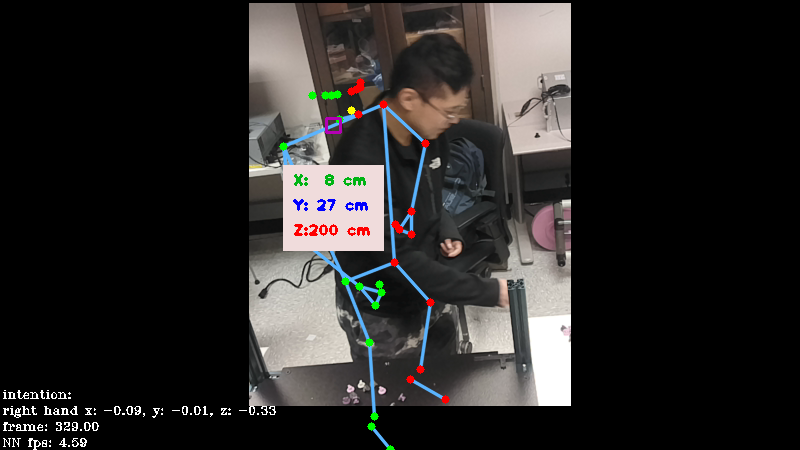 X: 8 cm
Y: 27 cm
Z:200 cm
intention:
right hand x: −0.09, y: −0.01, z: −0.33
frame: 329.00
NN fps: 4.59